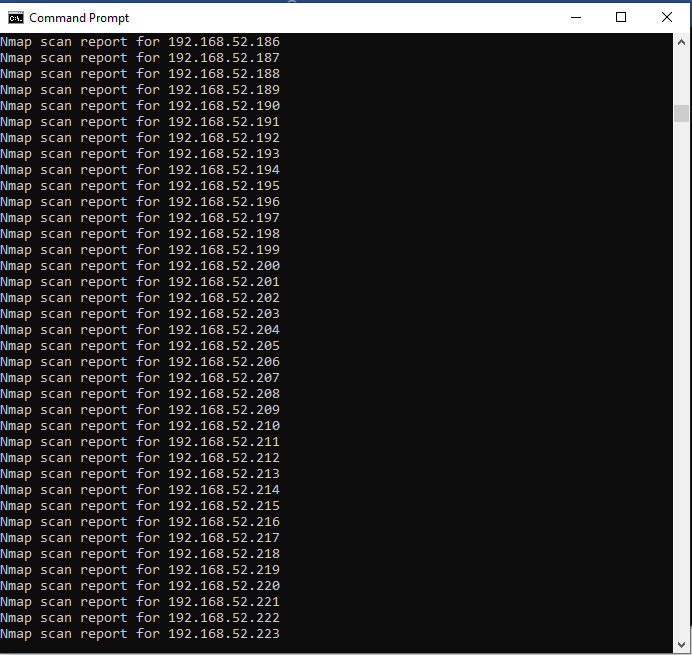 Command Prompt
Nmap scan report for 192.168.52.186
Nmap scan report for 192.168.52.187
Nmap scan report for 192.168.52.188
Nmap scan report for 192.168.52.189
Nmap scan report for 192.168.52.190
Nmap scan report for 192.168.52.191
Nmap scan report for 192.168.52.192
Nmap scan report for 192.168.52.193
Nmap scan report for 192.168.52.194
Nmap scan report for 192.168.52.195
Nmap scan report for 192.168.52.196
Nmap scan report for 192.168.52.197
Nmap scan report for 192.168.52.198
Nmap scan report for 192.168.52.199
Nmap scan report for 192.168.52.200
Nmap scan report for 192.168.52.201
Nmap scan report for 192.168.52.202
Nmap scan report for 192.168.52.203
Nmap scan report for 192.168.52.204
Nmap scan report for 192.168.52.205
Nmap scan report for 192.168.52.206
Nmap scan report for 192.168.52.207
Nmap scan report for 192.168.52.208
Nmap scan report for 192.168.52.209
Nmap scan report for 192.168.52.210
Nmap scan report for 192.168.52.211
Nmap scan report for 192.168.52.212
Nmap scan report for 192.168.52.213
Nmap scan report for 192.168.52.214
Nmap scan report for 192.168.52.215
Nmap scan report for 192.168.52.216
Nmap scan report for 192.168.52.217
Nmap scan report for 192.168.52.218
Nmap scan report for 192.168.52.219
Nmap scan report for 192.168.52.220
Nmap scan report for 192.168.52.221
Nmap scan report for 192.168.52.222
Nmap scan report for 192.168.52.223